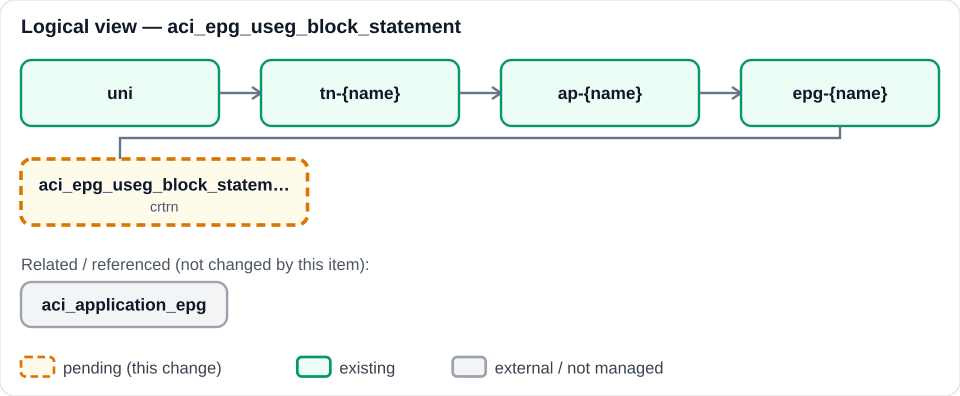 Logical view — aci_epg_useg_block_statement
uni
tn-{name}
ap-{name}
epg-{name}
aci_epg_useg_block_statem…
crtrn
Related / referenced (not changed by this item):
aci_application_epg
pending (this change)
existing
external / not managed